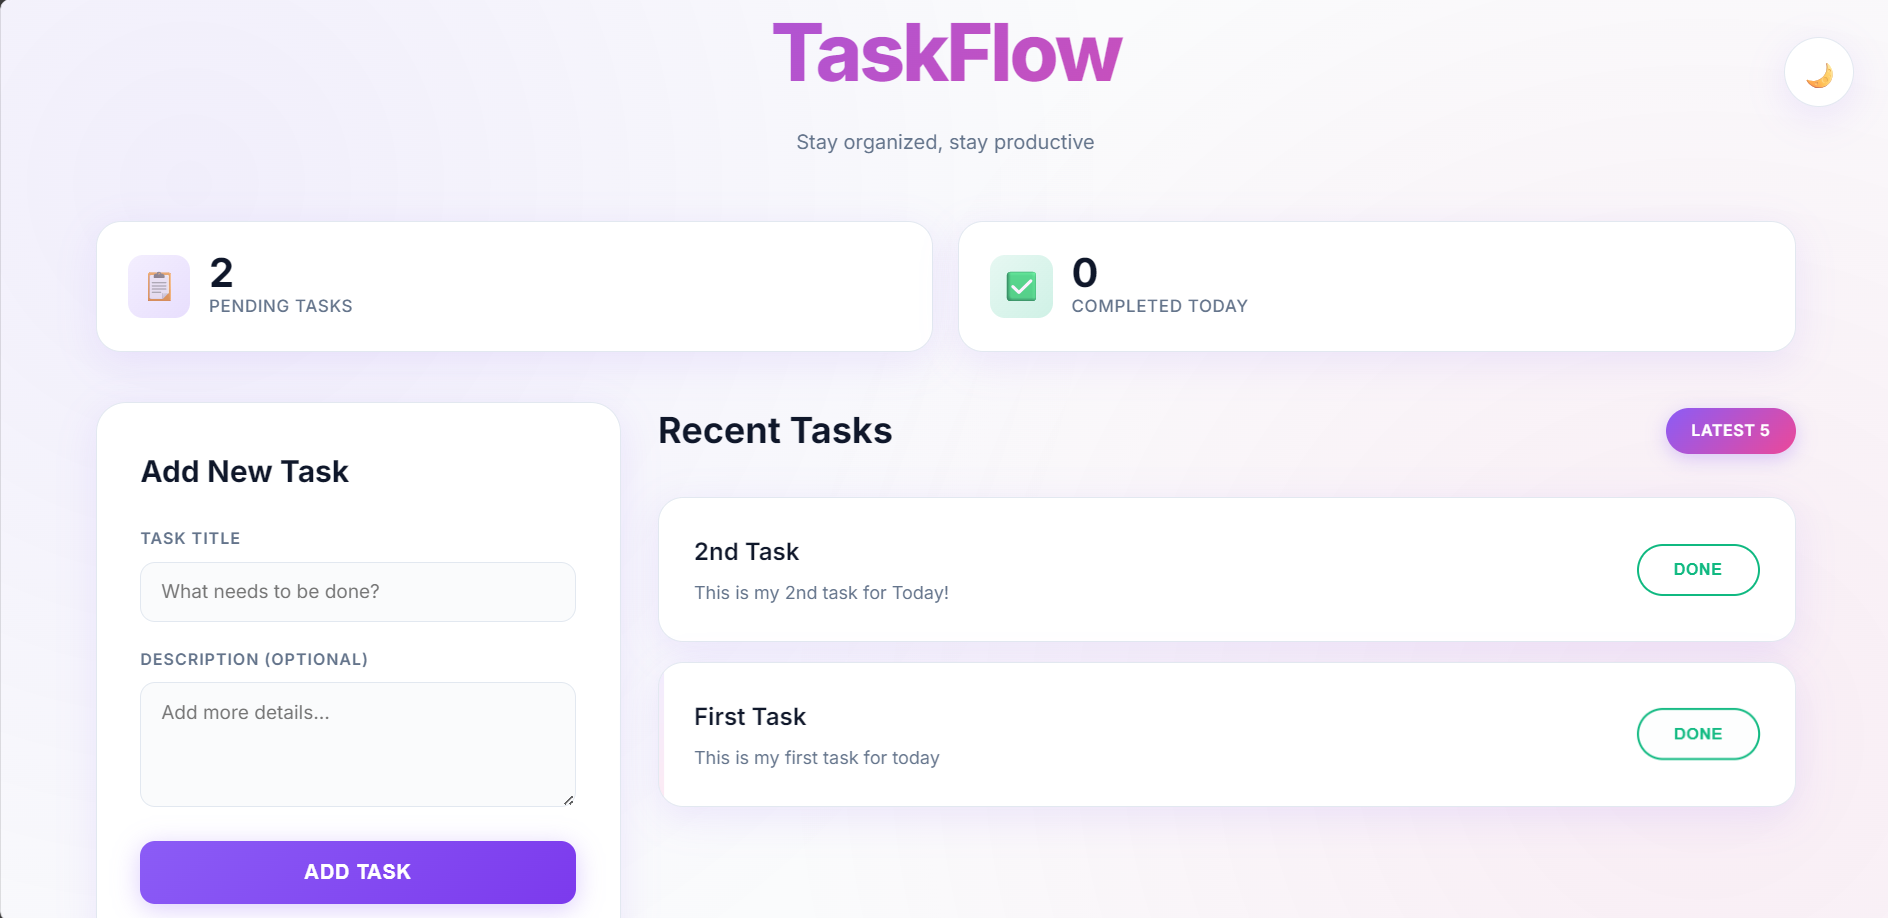 TaskFlow
Stay organized, stay productive
2
PENDING TASKS
0
COMPLETED TODAY
Add New Task
TASK TITLE
What needs to be done?
DESCRIPTION (OPTIONAL)
Add more details...
ADD TASK
Recent Tasks
LATEST 5
2nd Task
This is my 2nd task for Today!
DONE
First Task
This is my first task for today
DONE